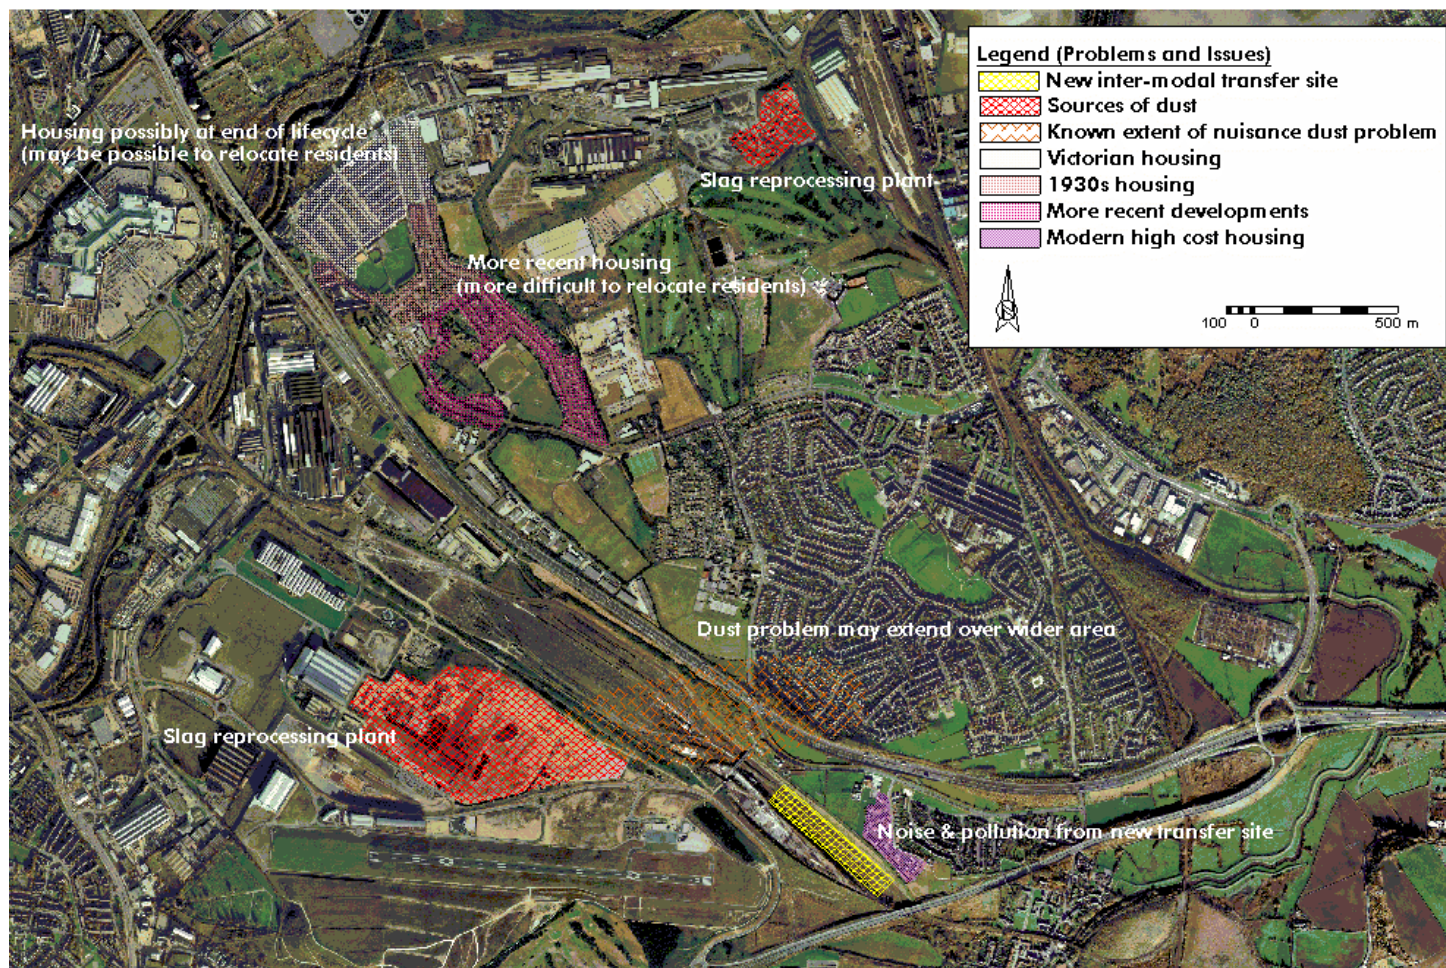 Legend (Problems and Issues)
New inter-modal transfer site
Sources of dust
Known extent of nuisance dust problem
Victorian housing
1930s housing
More recent developments
Modern high cost housing
100 0 500 m
Housing possibly at end of lifecycle
(may be possible to relocate residents)
Slag reprocessing plant
More recent housing
(more difficult to relocate residents)
Dust problem may extend over wider area
Slag reprocessing plant
Noise & pollution from new transfer site